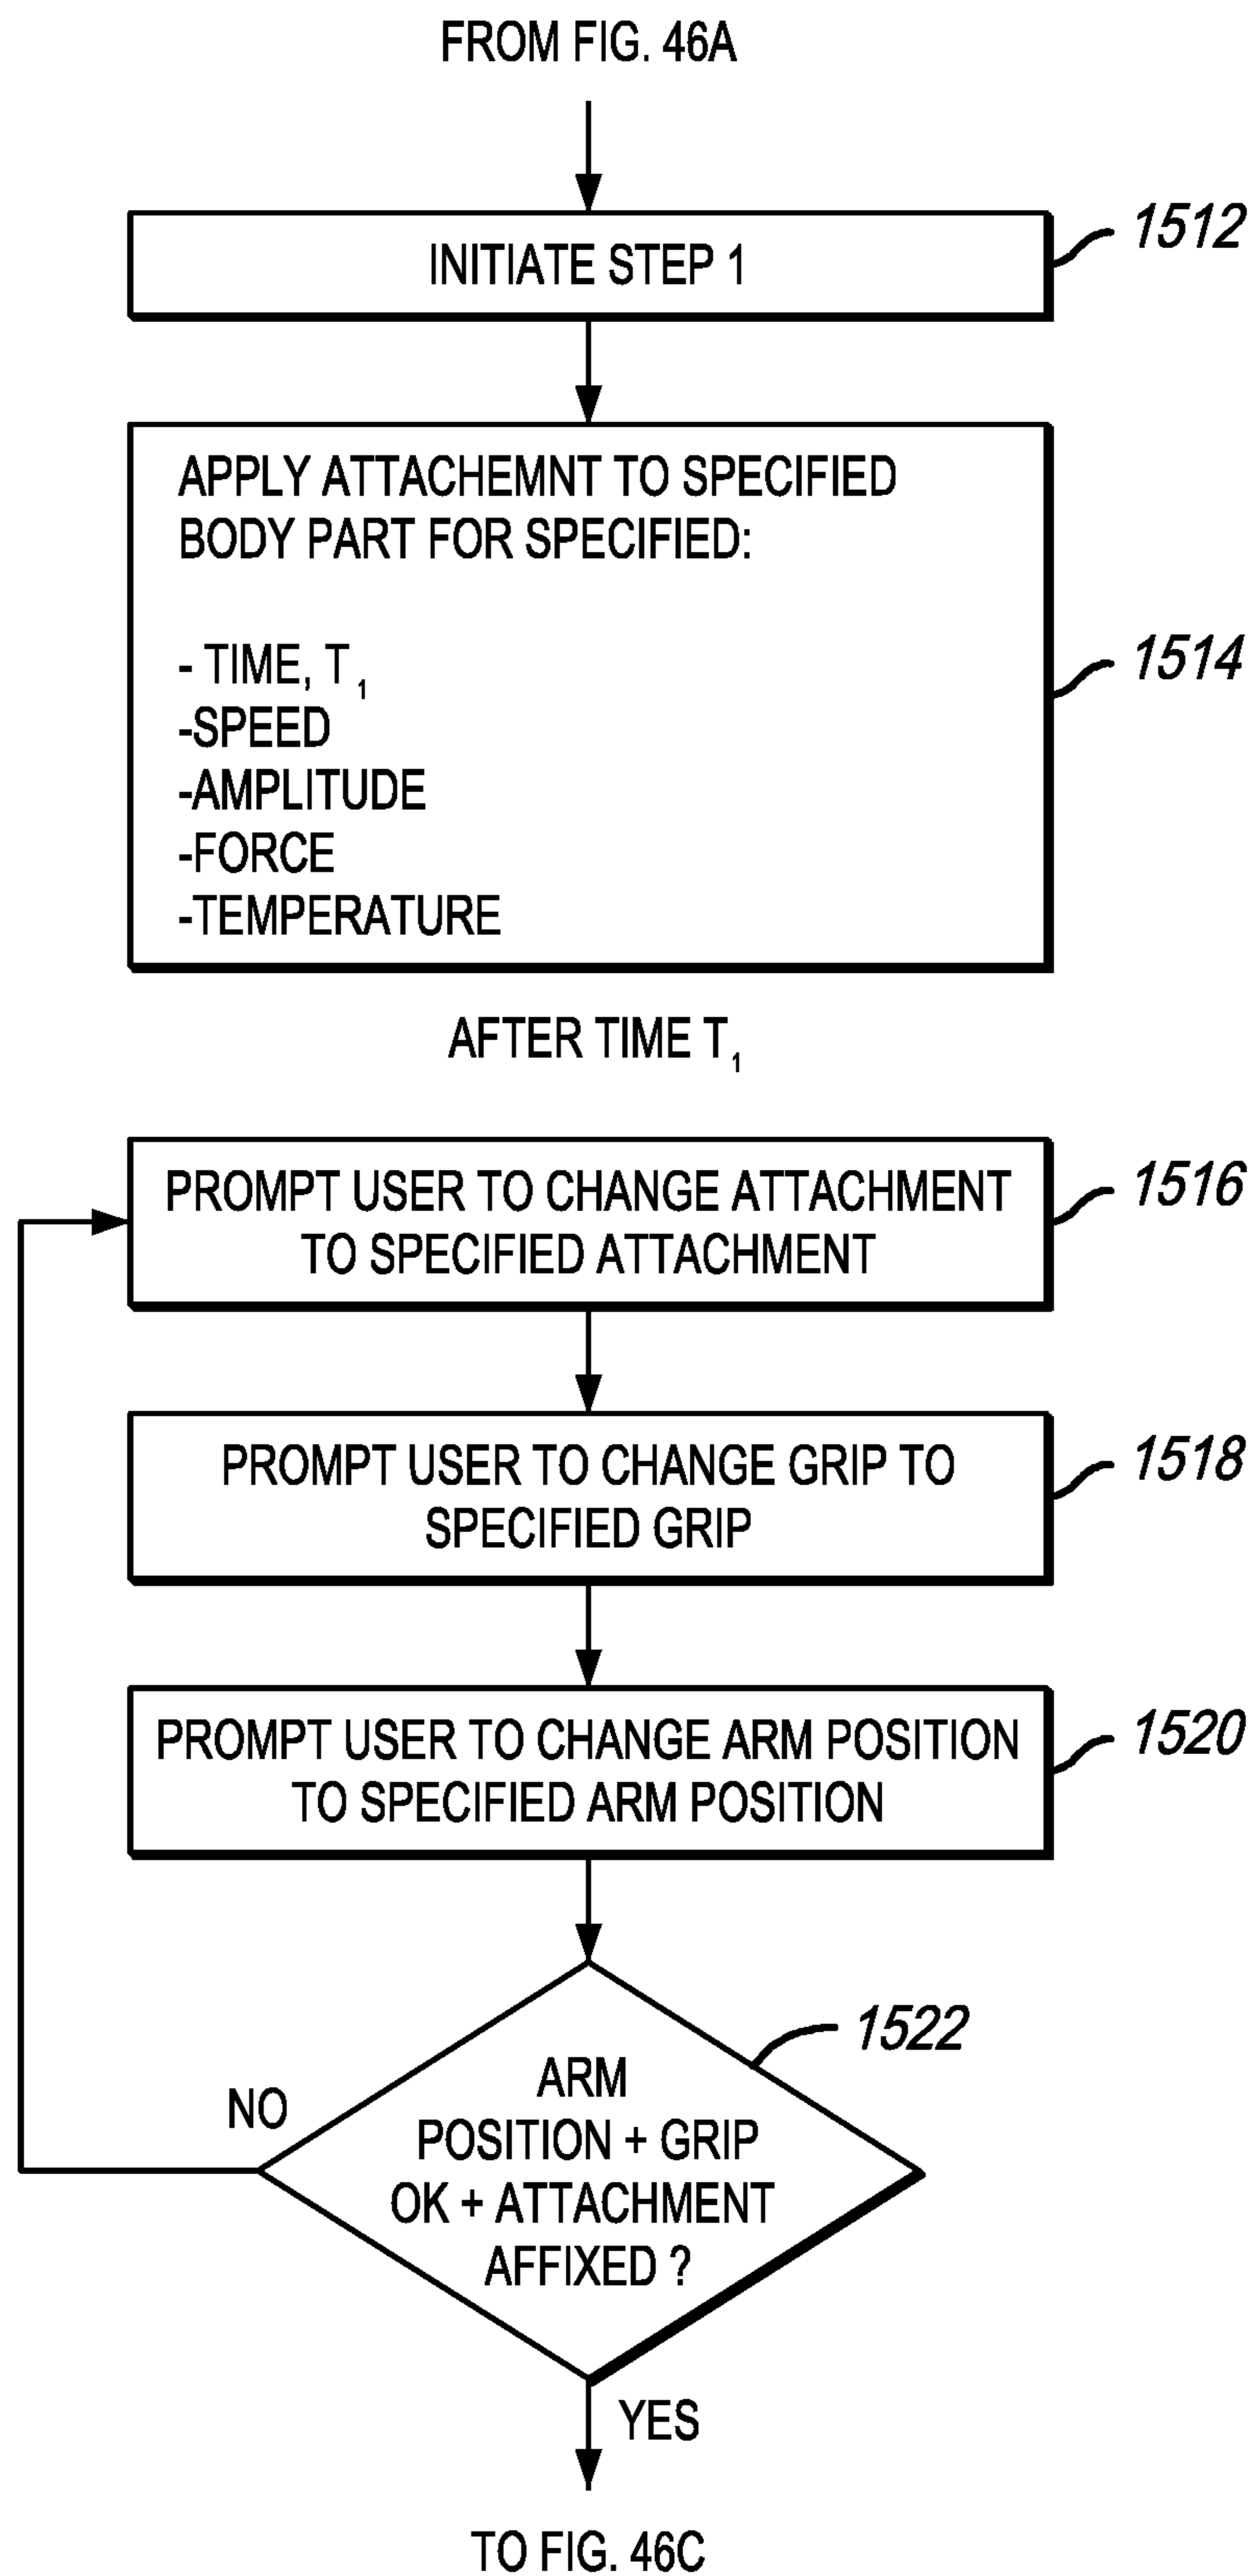 FROM FIG. 46A
INITIATE STEP 1
1512
APPLY ATTACHEMNT TO SPECIFIED
BODY PART FOR SPECIFIED:
- TIME, T₁
-SPEED
-AMPLITUDE
-FORCE
-TEMPERATURE
1514
AFTER TIME T₁
PROMPT USER TO CHANGE ATTACHMENT
TO SPECIFIED ATTACHMENT
1516
PROMPT USER TO CHANGE GRIP TO
SPECIFIED GRIP
1518
PROMPT USER TO CHANGE ARM POSITION
TO SPECIFIED ARM POSITION
1520
1522
ARM
POSITION + GRIP
OK + ATTACHMENT
AFFIXED ?
NO
YES
TO FIG. 46C